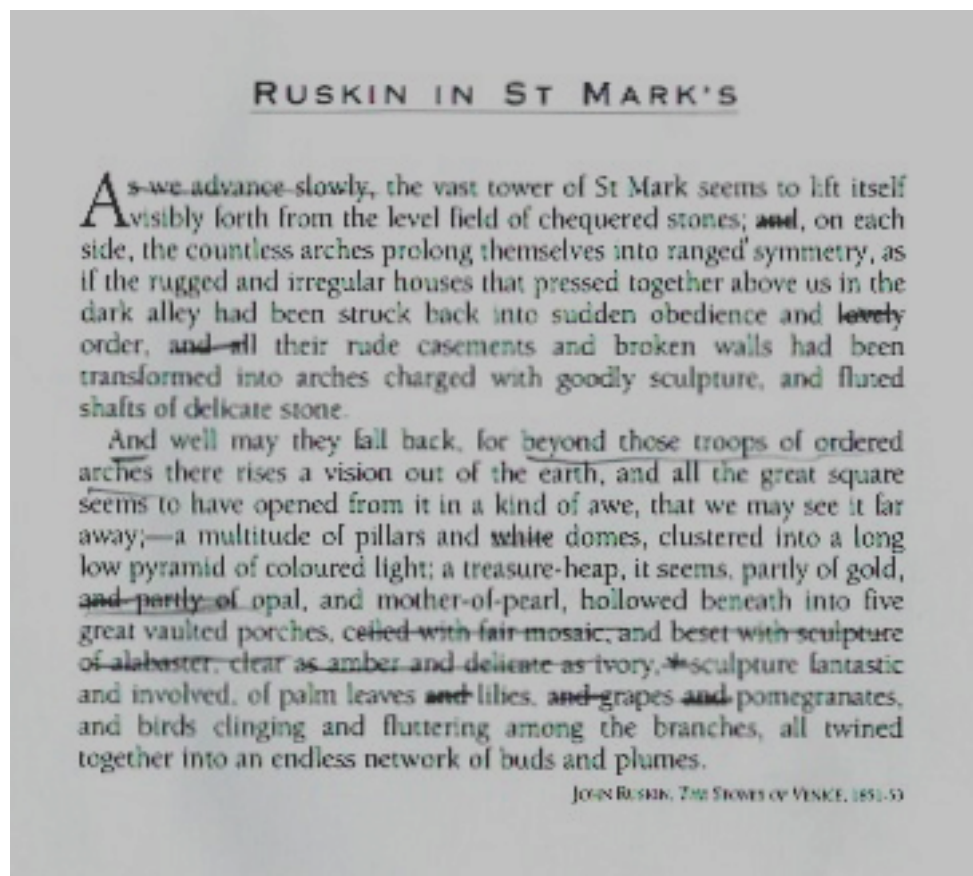 RUSKIN IN ST MARK'S
As we advance slowly, the vast tower of St Mark seems to lift itself
visibly forth from the level field of chequered stones; and, on each
side, the countless arches prolong themselves into ranged symmetry, as
if the rugged and irregular houses that pressed together above us in the
dark alley had been struck back into sudden obedience and lovely
order, and all their rude casements and broken walls had been
transformed into arches charged with goodly sculpture, and fluted
shafts of delicate stone.
And well may they fall back, for beyond those troops of ordered
arches there rises a vision out of the earth, and all the great square
seems to have opened from it in a kind of awe, that we may see it far
away;—a multitude of pillars and white domes, clustered into a long
low pyramid of coloured light; a treasure-heap, it seems, partly of gold,
and partly of opal, and mother-of-pearl, hollowed beneath into five
great vaulted porches, ceiled with fair mosaic, and beset with sculpture
of alabaster, clear as amber and delicate as ivory,—sculpture fantastic
and involved, of palm leaves and lilies, and grapes and pomegranates,
and birds clinging and fluttering among the branches, all twined
together into an endless network of buds and plumes.
JOHN RUSKIN, THE STONES OF VENICE, 1851-53